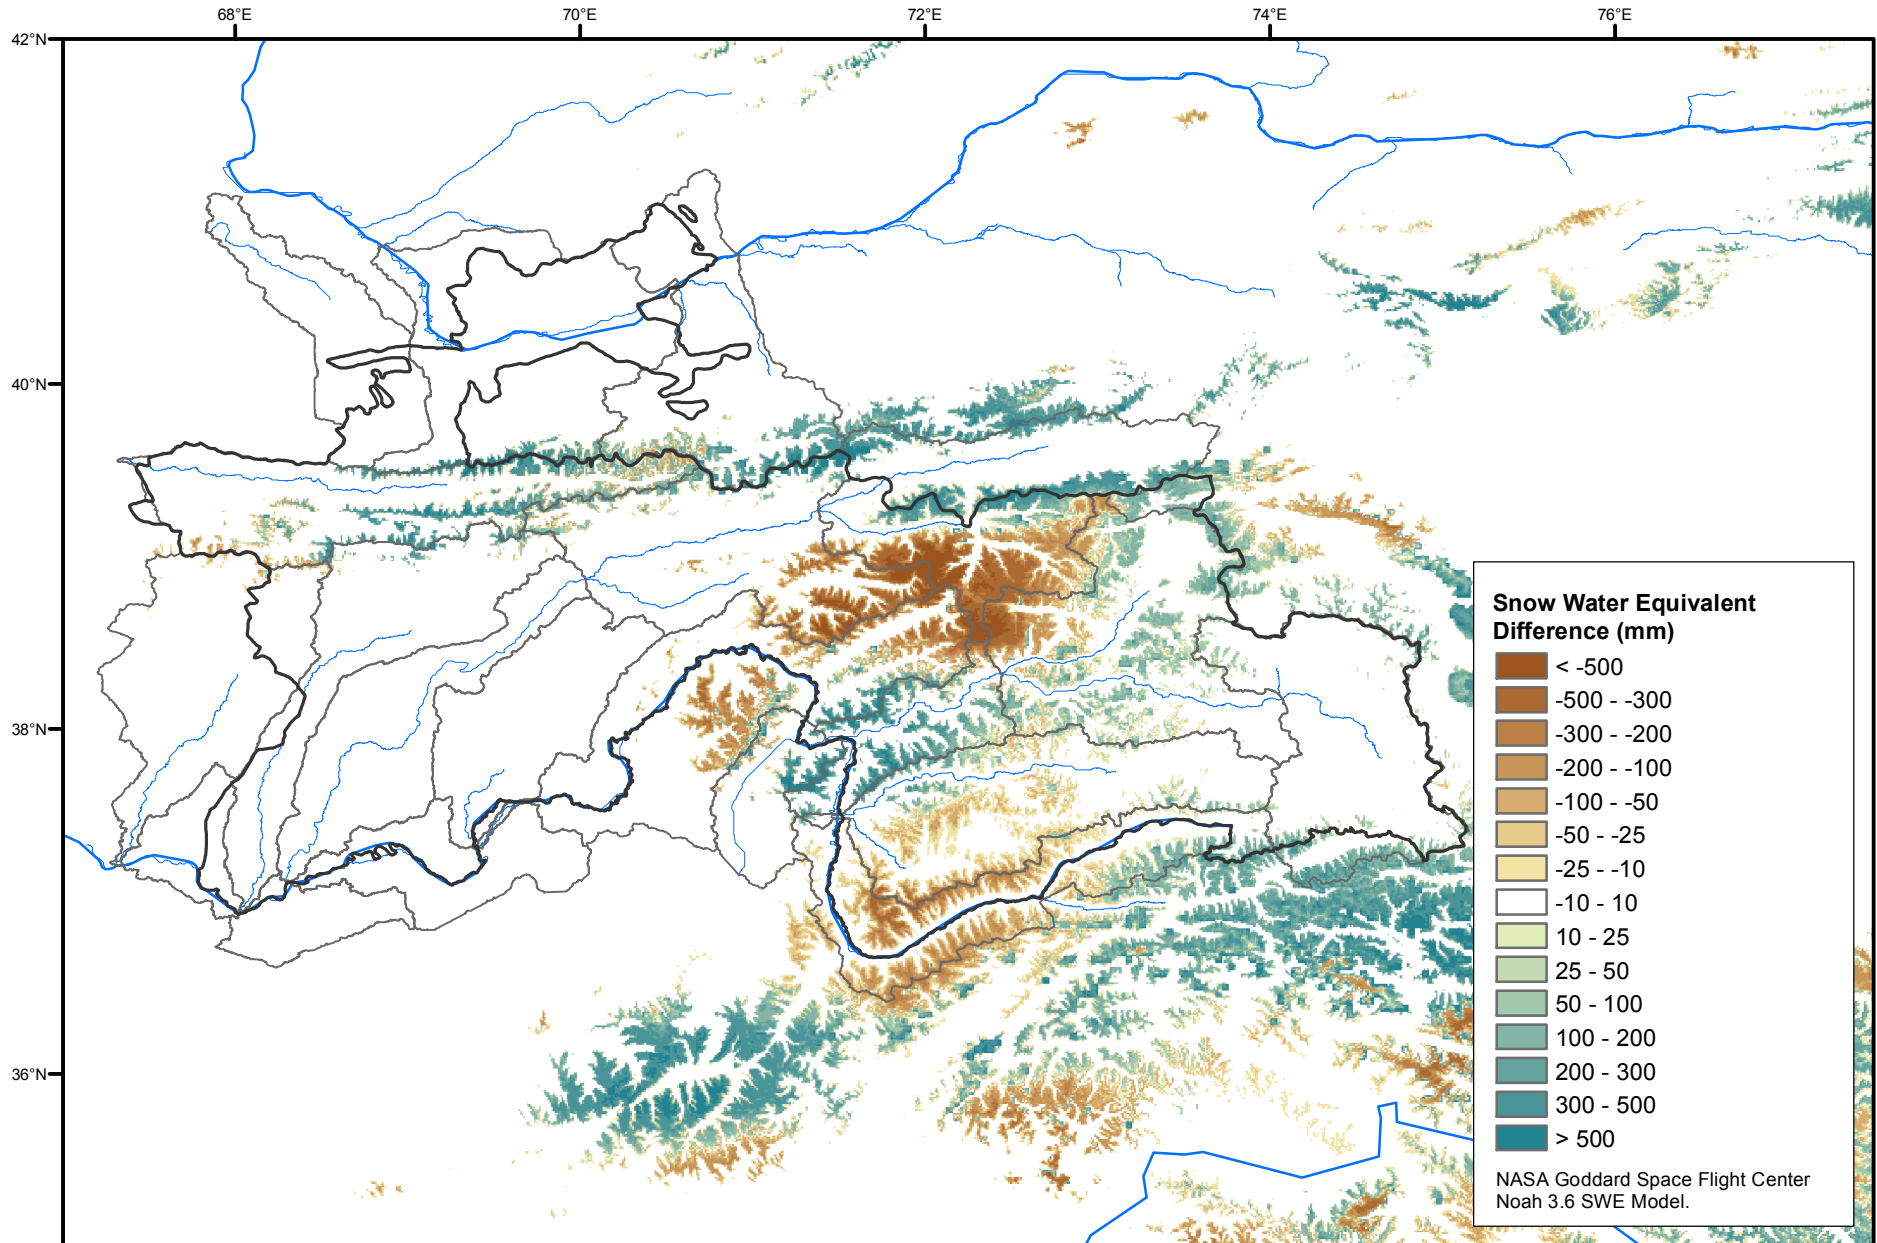 68°E 70°E 72°E 74°E 76°E
42°N
40°N
38°N
36°N
Snow Water Equivalent
Difference (mm)
< -500
-500 - -300
-300 - -200
-200 - -100
-100 - -50
-50 - -25
-25 - -10
-10 - 10
10 - 25
25 - 50
50 - 100
100 - 200
200 - 300
300 - 500
> 500
NASA Goddard Space Flight Center
Noah 3.6 SWE Model.